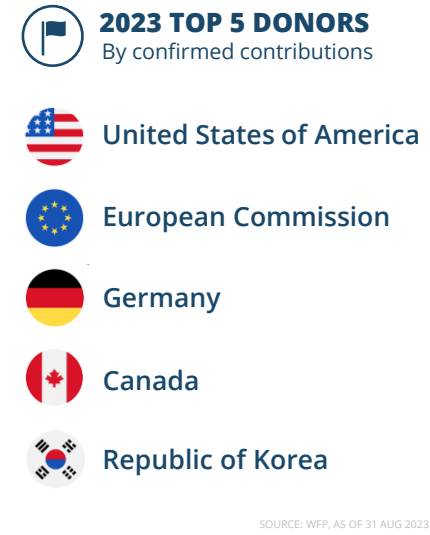 2023 TOP 5 DONORS
By confirmed contributions
United States of America
European Commission
Germany
Canada
Republic of Korea
SOURCE: WFP, AS OF 31 AUG 2023